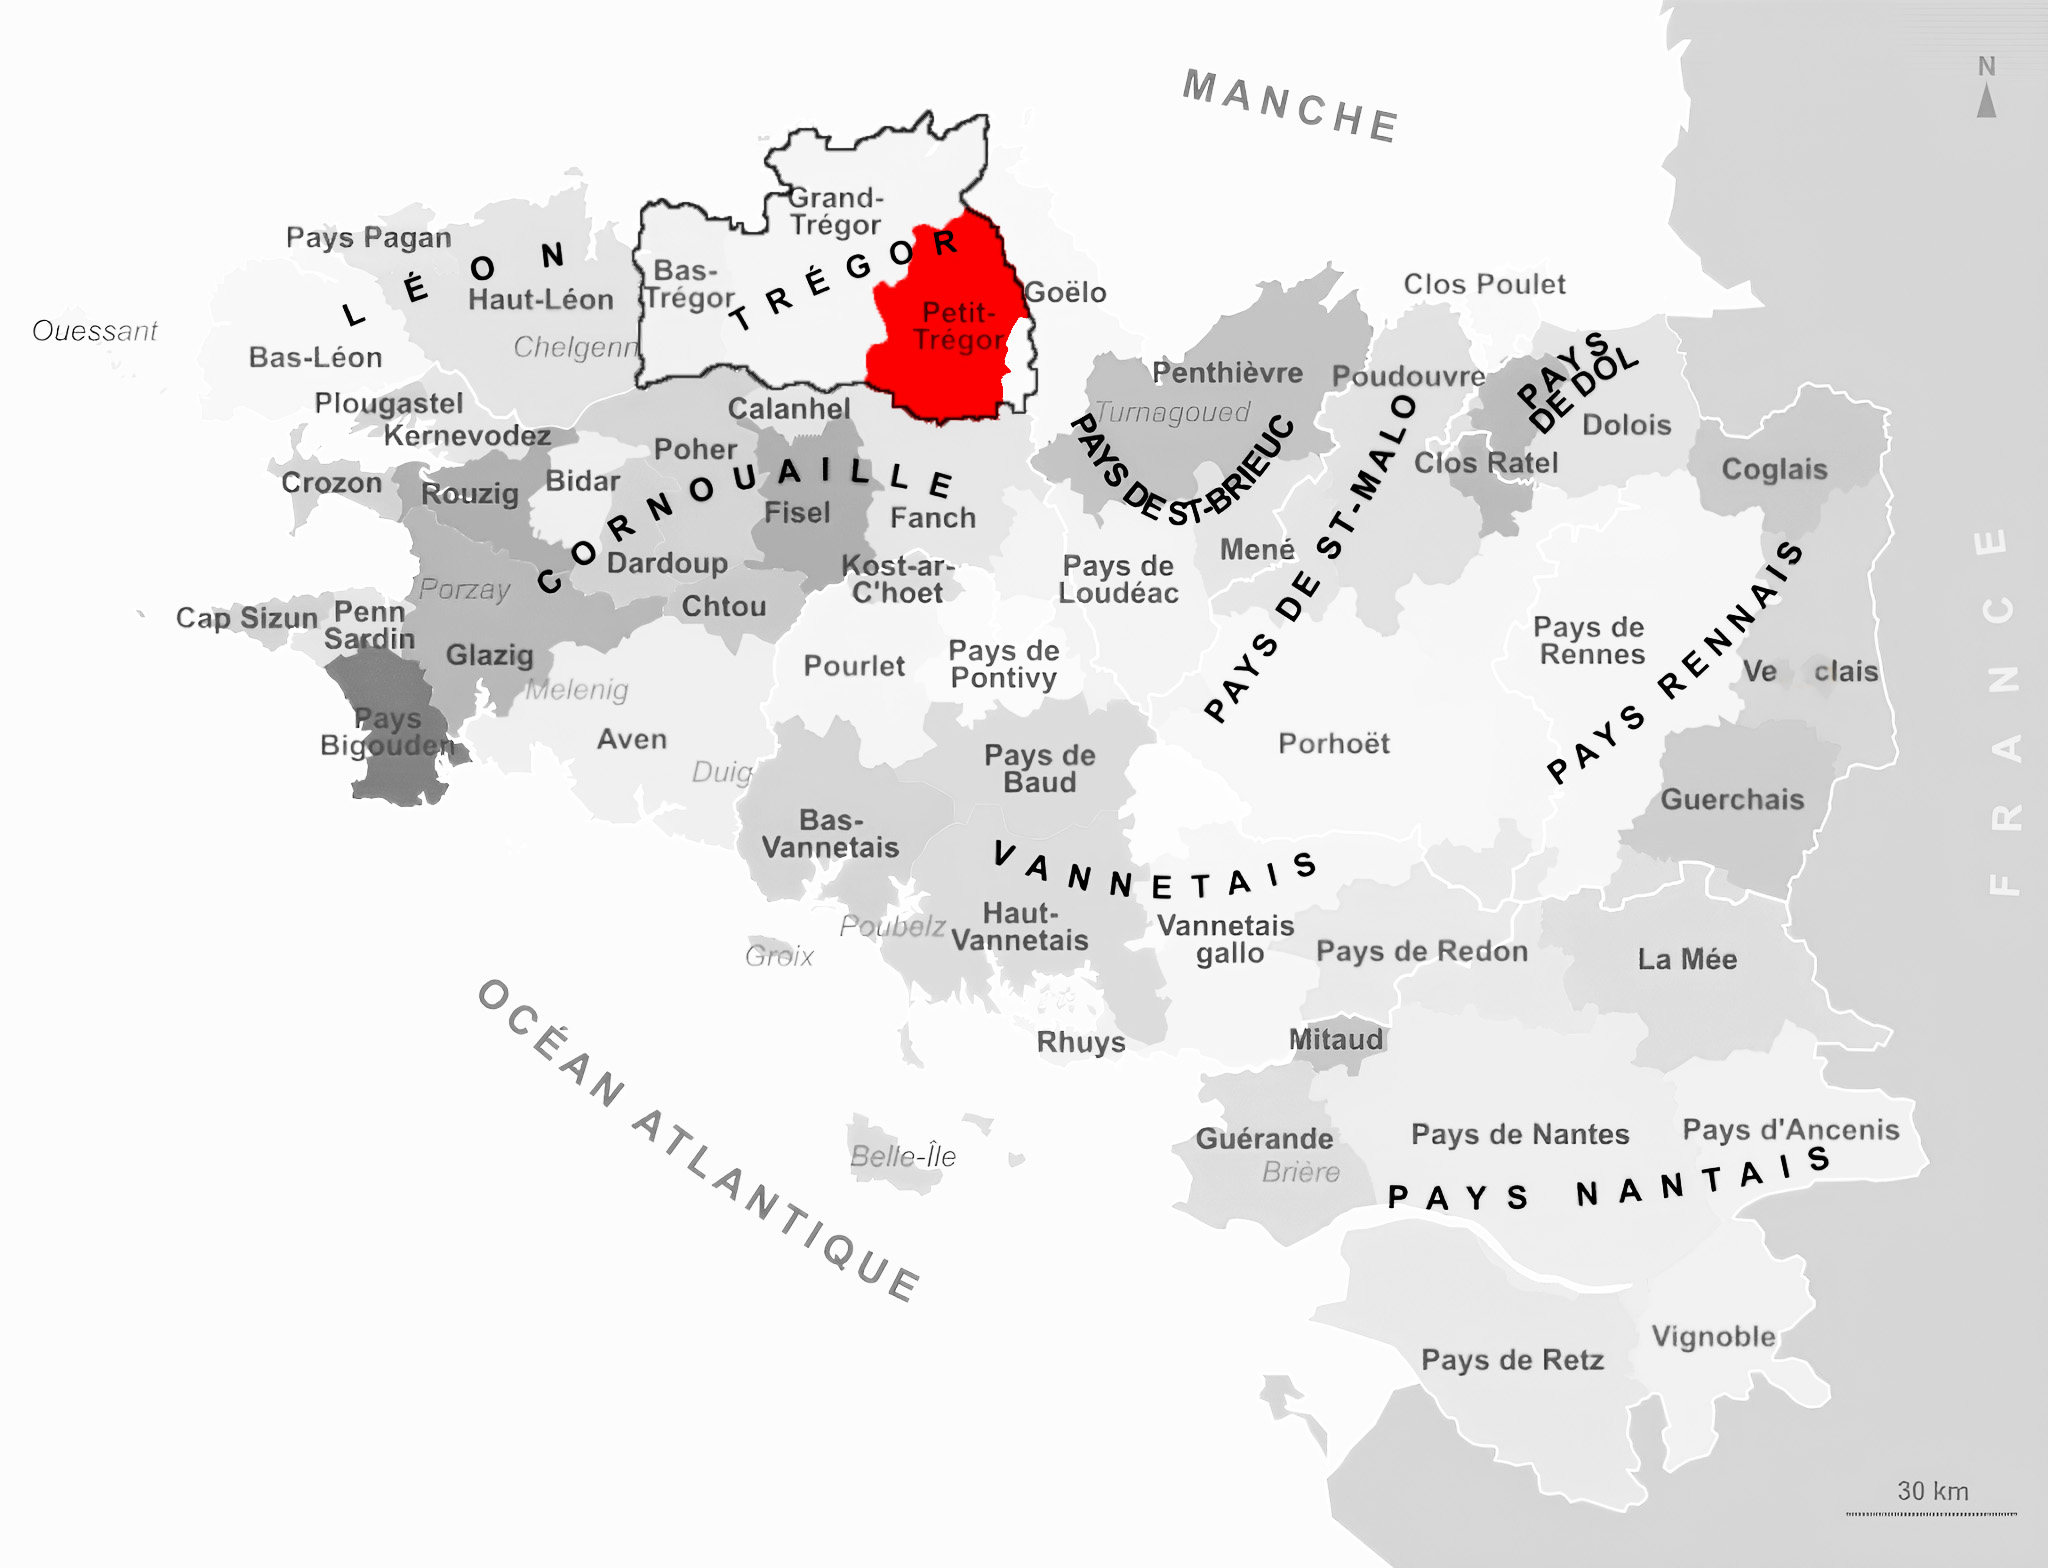 MANCHE
N
Grand-
Trégor
Pays Pagan
LÉON
Haut-Léon
Bas-
Trégor
TRÉGOR
Petit-
Trégor
Goëlo
Clos Poulet
Ouessant
Chelgenn
Bas-Léon
Plougastel
Kernevodez
Calanhel
Penthièvre
Turnagoued
PAYS DE ST-BRIEUC
Poudouvre
PAYS
DE DOL
Dolois
Clos Ratel
Coglais
Crozon
Rouzig
Bidar
Poher
CORNOUAILLE
Fisel
Fanch
Dardoup
Kost-ar-
C'hoet
Pays de
Loudéac
Mené
PAYS DE ST-MALO
FRANCE
Porzay
Cap Sizun
Penn
Sardin
Glazig
Chtou
Melenig
Pourlet
Pays de
Pontivy
Pays de
Rennes
PAYS RENNAIS
Ve clais
Pays
Bigouden
Aven
Duig
Pays de
Baud
Porhoët
Guerchais
Bas-
Vannetais
VANNETAIS
Haut-
Vannetais
Vannetais
gallo
Poubelz
Groix
Pays de Redon
La Mée
OCÉAN ATLANTIQUE
Rhuys
Mitaud
Belle-Île
Guérande
Brière
Pays de Nantes
Pays d'Ancenis
PAYS NANTAIS
Pays de Retz
Vignoble
30 km